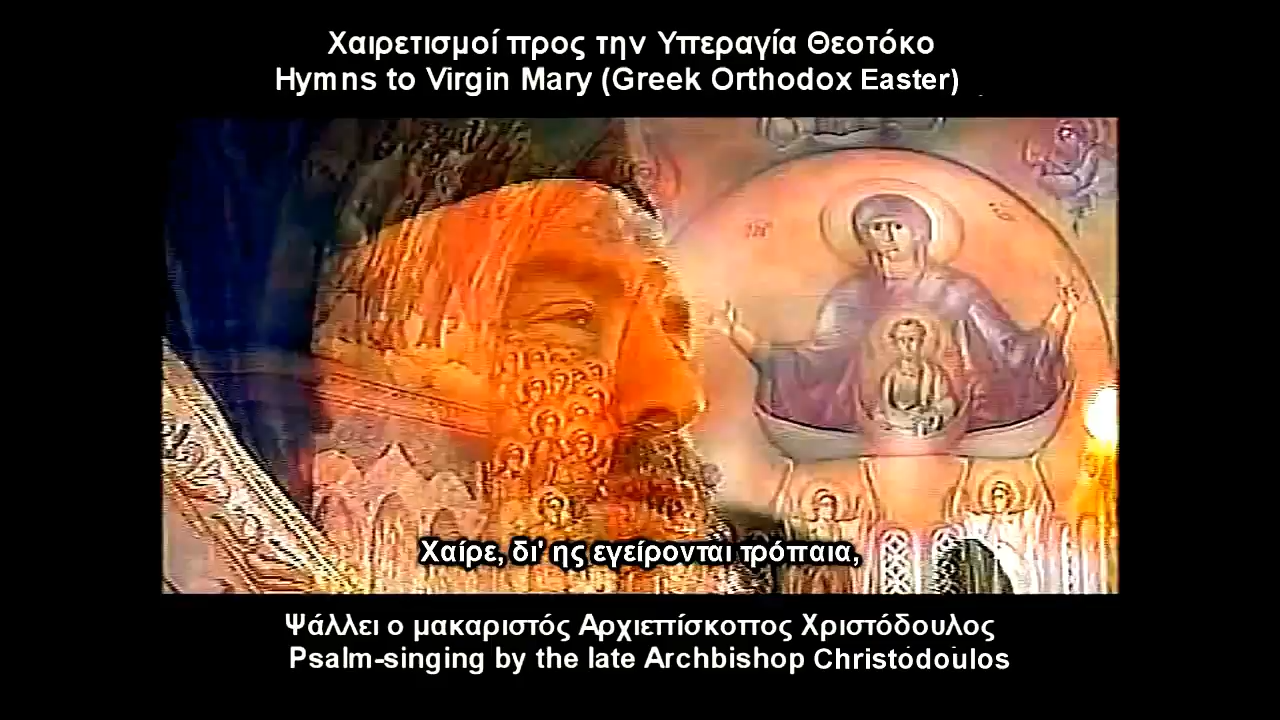 Χαιρετισμοί προς την Υπεραγία Θεοτόκο
Hymns to Virgin Mary (Greek Orthodox Easter)
Χαίρε, δι' ης εγείρονται τρόπαια,
Ψάλλει ο μακαριστός Αρχιεπίσκοπος Χριστόδουλος
Psalm-singing by the late Archbishop Christodoulos